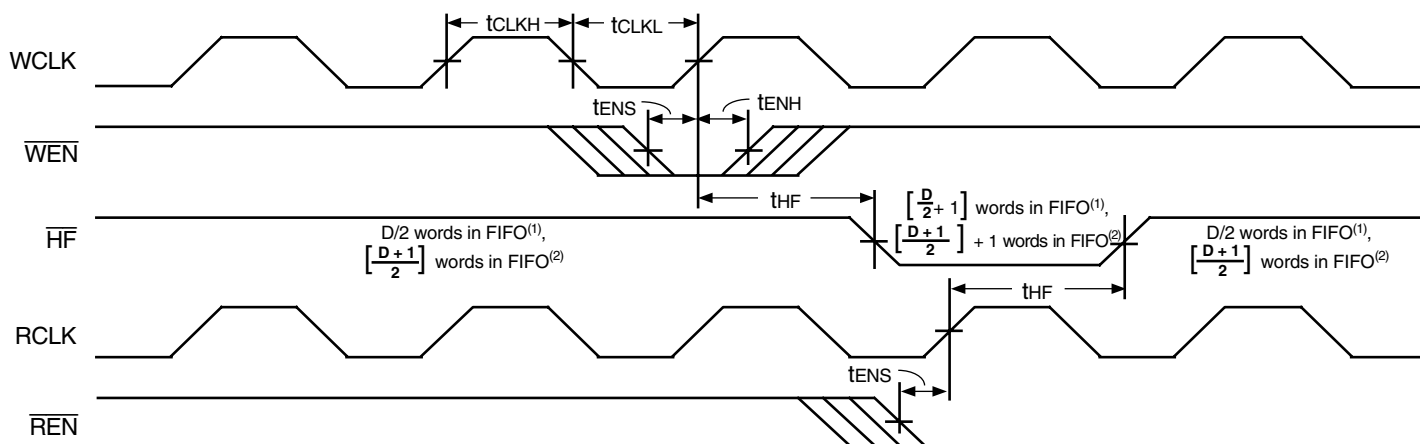 tCLKH tCLKL
WCLK
tENS tENH
WEN
tHF
[D/2 + 1] words in FIFO(1),
[D + 1/2] + 1 words in FIFO(2)
HF
D/2 words in FIFO(1),
[D + 1/2] words in FIFO(2)
D/2 words in FIFO(1),
[D + 1/2] words in FIFO(2)
tHF
RCLK
tENS
REN